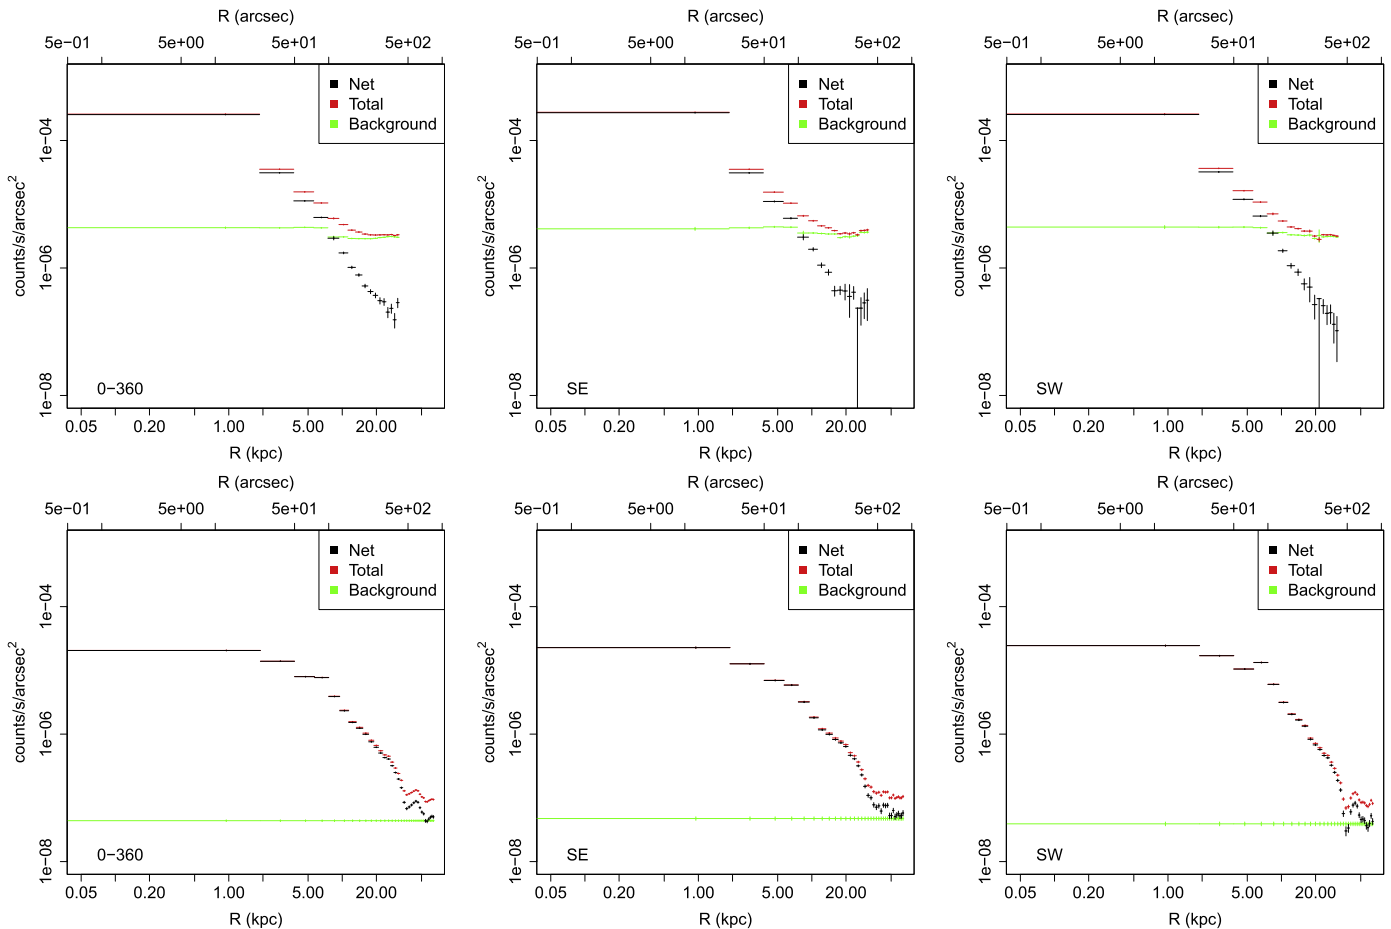 R (arcsec)
5e−01 5e+00 5e+01 5e+02
Net
Total
Background
counts/s/arcsec2
1e−04
1e−06
1e−08
0−360
0.05 0.20 1.00 5.00 20.00
R (kpc)
R (arcsec)
5e−01 5e+00 5e+01 5e+02
Net
Total
Background
counts/s/arcsec2
1e−04
1e−06
1e−08
SE
0.05 0.20 1.00 5.00 20.00
R (kpc)
R (arcsec)
5e−01 5e+00 5e+01 5e+02
Net
Total
Background
counts/s/arcsec2
1e−04
1e−06
1e−08
SW
0.05 0.20 1.00 5.00 20.00
R (kpc)
R (arcsec)
5e−01 5e+00 5e+01 5e+02
Net
Total
Background
counts/s/arcsec2
1e−04
1e−06
1e−08
0−360
0.05 0.20 1.00 5.00 20.00
R (kpc)
R (arcsec)
5e−01 5e+00 5e+01 5e+02
Net
Total
Background
counts/s/arcsec2
1e−04
1e−06
1e−08
SE
0.05 0.20 1.00 5.00 20.00
R (kpc)
R (arcsec)
5e−01 5e+00 5e+01 5e+02
Net
Total
Background
counts/s/arcsec2
1e−04
1e−06
1e−08
SW
0.05 0.20 1.00 5.00 20.00
R (kpc)